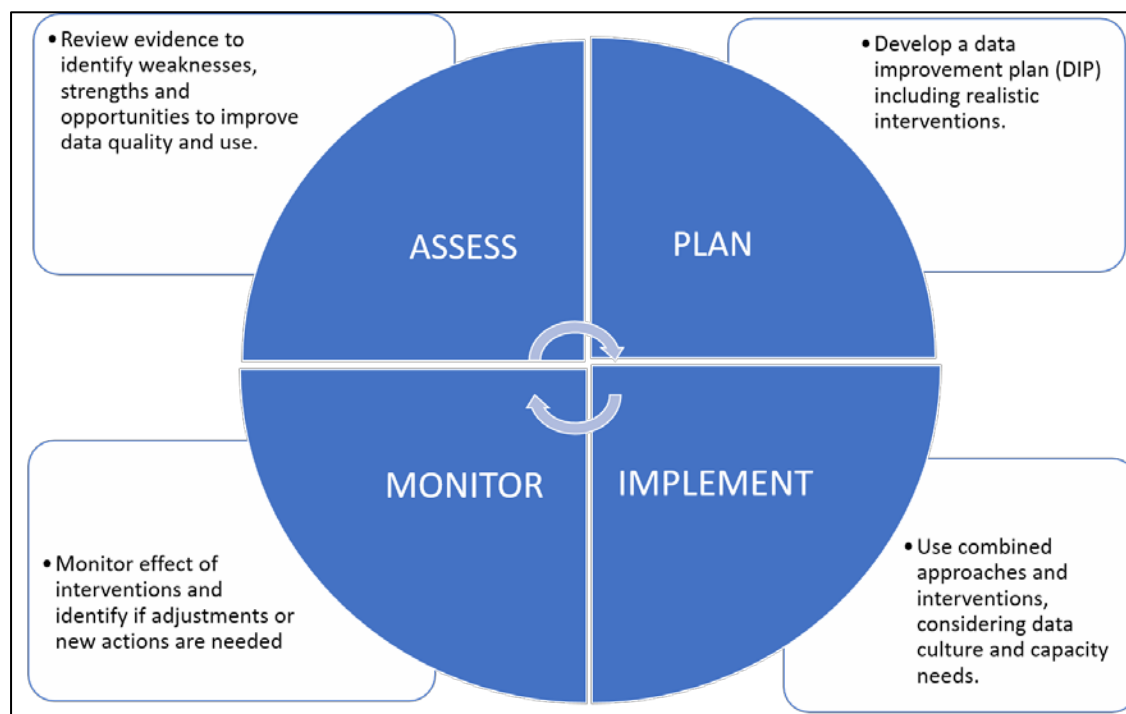 •Review evidence to
identify weaknesses,
strengths and
opportunities to improve
data quality and use.
•Develop a data
improvement plan (DIP)
including realistic
interventions.
ASSESS
PLAN
MONITOR
IMPLEMENT
•Monitor effect of
interventions and
identify if adjustments or
new actions are needed
•Use combined
approaches and
interventions,
considering data
culture and capacity
needs.